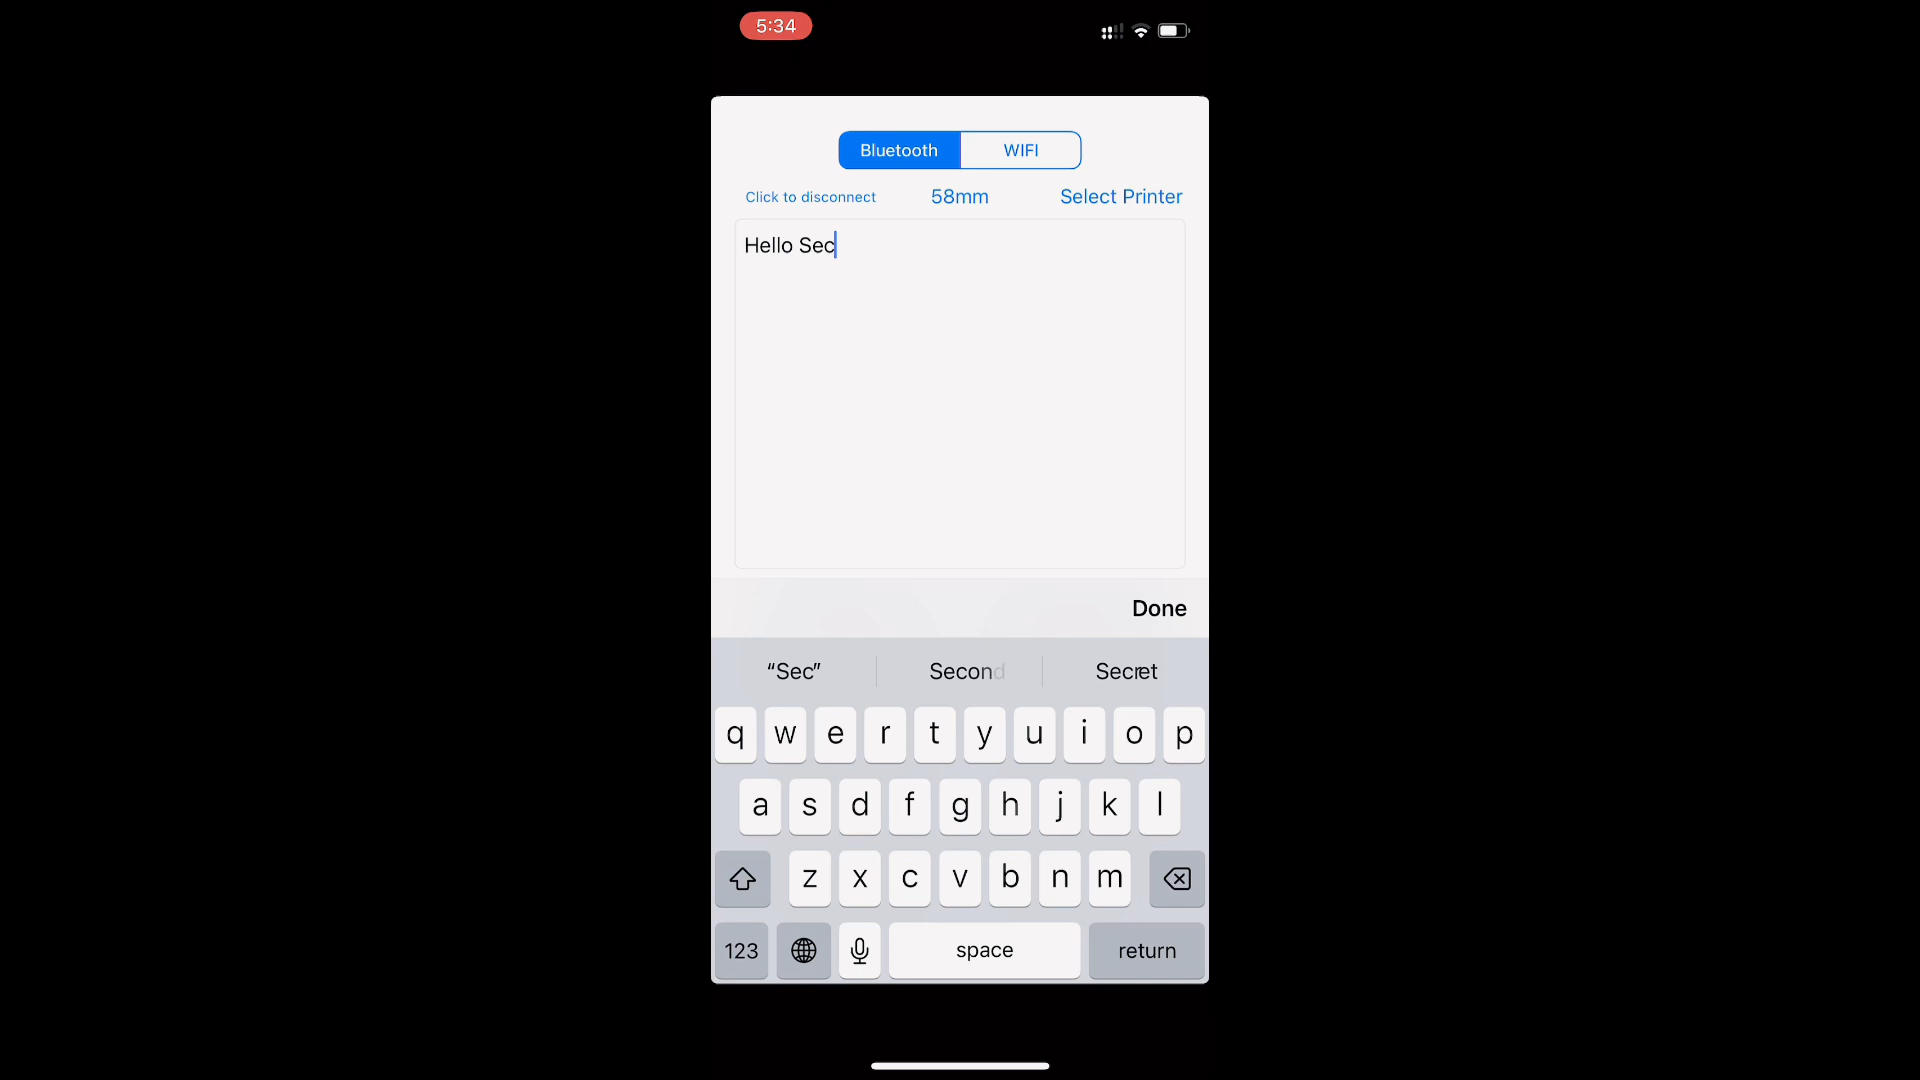 5:34
Bluetooth WIFI
Click to disconnect 58mm Select Printer
Hello Sec
Done
“Sec” Second Secret
q w e r t y u i o p
a s d f g h j k l
z x c v b n m
123 space return